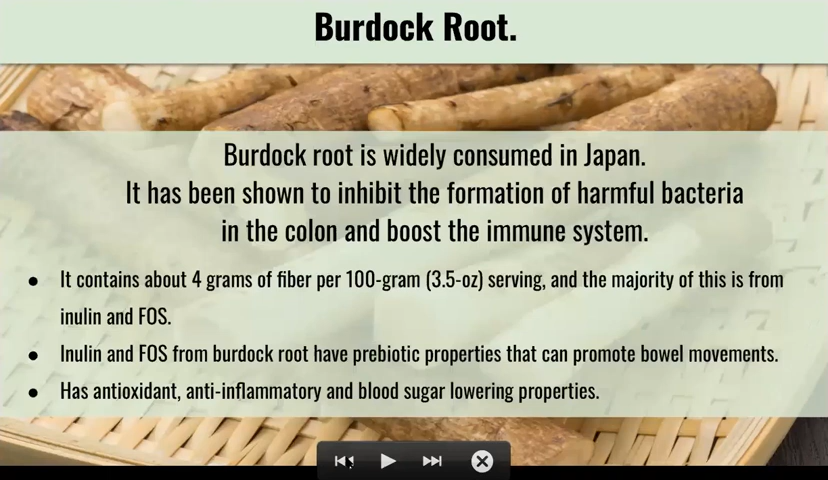 Burdock Root.
Burdock root is widely consumed in Japan.
It has been shown to inhibit the formation of harmful bacteria
in the colon and boost the immune system.
● It contains about 4 grams of fiber per 100-gram (3.5-oz) serving, and the majority of this is from
inulin and FOS.
● Inulin and FOS from burdock root have prebiotic properties that can promote bowel movements.
● Has antioxidant, anti-inflammatory and blood sugar lowering properties.